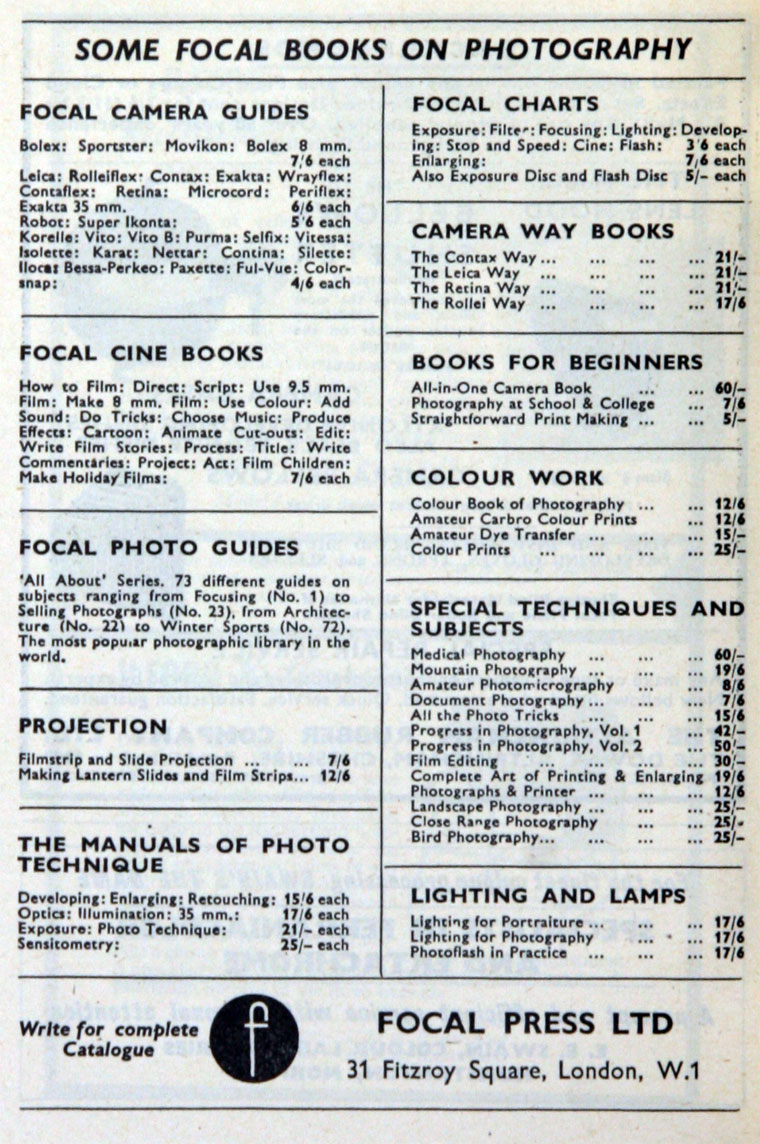 SOME FOCAL BOOKS ON PHOTOGRAPHY
FOCAL CAMERA GUIDES
Bolex: Sportster: Movikon: Bolex 8 mm.
7/6 each
Leica: Rolleiflex: Contax: Exakta: Wrayflex:
Contaflex: Retina: Microcord: Periflex:
Exakta 35 mm. 6/6 each
Robot: Super Ikonta: 5/6 each
Korelle: Vito: Vito B: Purma: Selfix: Vitessa:
Isolette: Karat: Nettar: Contina: Silette:
Iloca: Bessa-Perkeo: Paxette: Ful-Vue: Color-
snap: 4/6 each
FOCAL CINE BOOKS
How to Film: Direct: Script: Use 9.5 mm.
Film: Make 8 mm. Film: Use Colour: Add
Sound: Do Tricks: Choose Music: Produce
Effects: Cartoon: Animate Cut-outs: Edit:
Write Film Stories: Process: Title: Write
Commentaries: Project: Act: Film Children:
Make Holiday Films: 7/6 each
FOCAL PHOTO GUIDES
'All About' Series. 73 different guides on
subjects ranging from Focusing (No. 1) to
Selling Photographs (No. 23), from Architec-
ture (No. 22) to Winter Sports (No. 72).
The most popular photographic library in the
world.
PROJECTION
Filmstrip and Slide Projection ... 7/6
Making Lantern Slides and Film Strips... 12/6
THE MANUALS OF PHOTO
TECHNIQUE
Developing: Enlarging: Retouching: 15/6 each
Optics: Illumination: 35 mm.: 17/6 each
Exposure: Photo Technique: 21/- each
Sensitometry: 25/- each
FOCAL CHARTS
Exposure: Filter: Focusing: Lighting: Develop-
ing: Stop and Speed: Cine: Flash: 3/6 each
Enlarging: 7/6 each
Also Exposure Disc and Flash Disc 5/- each
CAMERA WAY BOOKS
The Contax Way ... ... ... 21/-
The Leica Way ... ... ... 21/-
The Retina Way ... ... ... 21/-
The Rollei Way ... ... ... 17/6
BOOKS FOR BEGINNERS
All-in-One Camera Book ... ... 60/-
Photography at School & College ... 7/6
Straightforward Print Making ... ... 5/-
COLOUR WORK
Colour Book of Photography ... ... 12/6
Amateur Carbro Colour Prints ... 12/6
Amateur Dye Transfer ... ... ... 15/-
Colour Prints ... ... ... ... 25/-
SPECIAL TECHNIQUES AND
SUBJECTS
Medical Photography ... ... ... 60/-
Mountain Photography ... ... ... 19/6
Amateur Photomicrography ... ... 8/6
Document Photography ... ... ... 7/6
All the Photo Tricks ... ... ... 15/6
Progress in Photography, Vol. 1 ... 42/-
Progress in Photography, Vol. 2 ... 50/-
Film Editing ... ... ... ... 30/-
Complete Art of Printing & Enlarging 19/6
Photographs & Printer ... ... ... 12/6
Landscape Photography ... ... ... 25/-
Close Range Photography ... ... 25/-
Bird Photography... ... ... ... 25/-
LIGHTING AND LAMPS
Lighting for Portraiture ... ... ... 17/6
Lighting for Photography ... ... 17/6
Photoflash in Practice ... ... ... 17/6
Write for complete
Catalogue
f
FOCAL PRESS LTD
31 Fitzroy Square, London, W.1